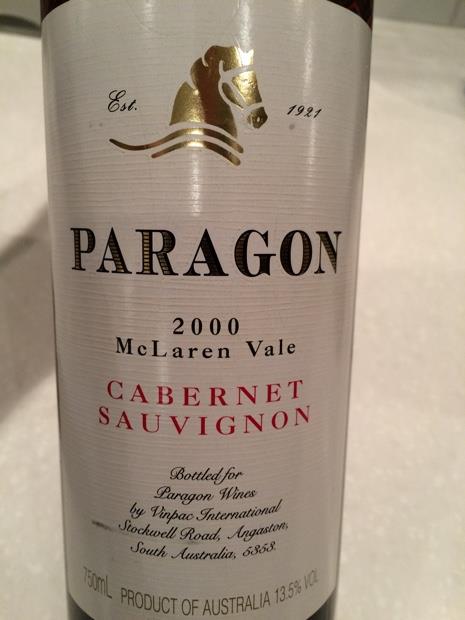 Est. 1921
PARAGON
2000
McLaren Vale
CABERNET
SAUVIGNON
Bottled for
Paragon Wines
by Vinpac International
Stockwell Road, Angaston,
South Australia, 5353.
750mL PRODUCT OF AUSTRALIA 13.5% VOL